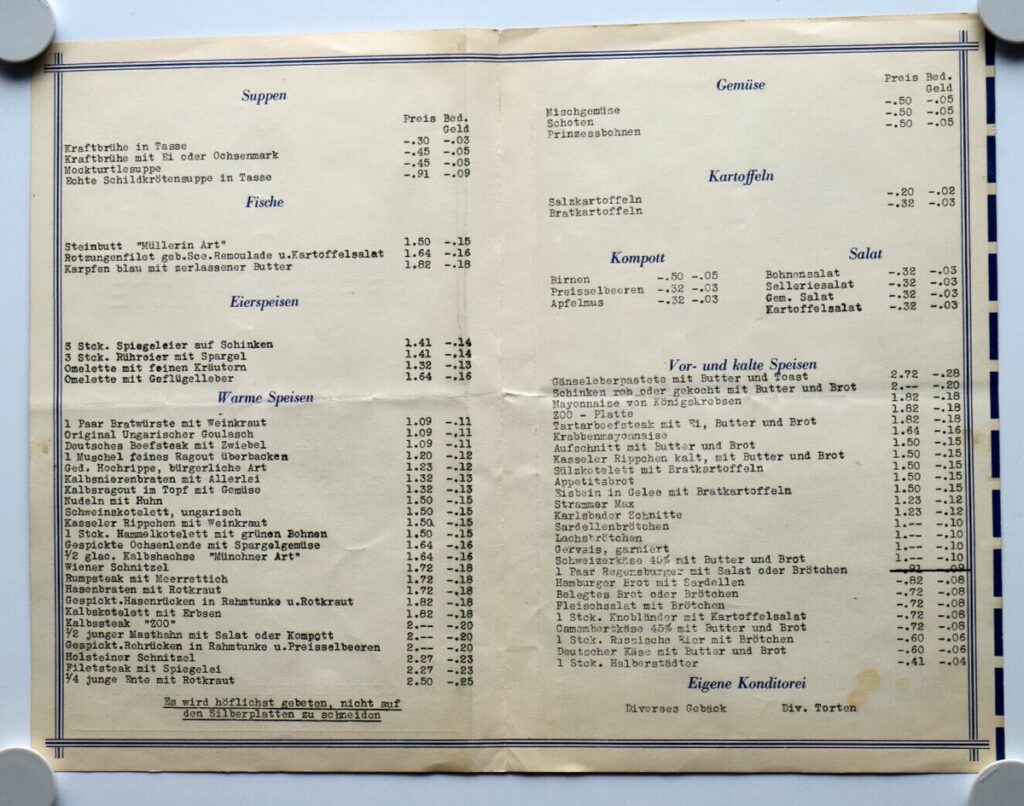 Suppen
Preis Bed.
Geld
Kraftbrühe in Tasse -.30 -.03
Kraftbrühe mit Ei oder Ochsenmark -.45 -.05
Mockturtlesuppe -.45 -.05
Echte Schildkrötensuppe in Tasse -.91 -.09
Fische
Steinbutt "Müllerin Art" 1.50 -.15
Rotzungenfilet geb.Sce.Remoulade u.Kartoffelsalat 1.64 -.16
Karpfen blau mit zerlassener Butter 1.82 -.18
Eierspeisen
3 Stck. Spiegeleier auf Schinken 1.41 -.14
3 Stck. Rühreier mit Spargel 1.41 -.14
Omelette mit feinen Kräutern 1.32 -.13
Omelette mit Geflügelleber 1.64 -.16
Warme Speisen
1 Paar Bratwürste mit Weinkraut 1.09 -.11
Original Ungarischer Goulasch 1.09 -.11
Deutsches Beefsteak mit Zwiebel 1.09 -.11
1 Muschel feines Ragout überbacken 1.20 -.12
Ged. Hochrippe, bürgerliche Art 1.23 -.12
Kalbsnierenbraten mit Allerlei 1.32 -.13
Kalbsragout im Topf mit Gemüse 1.32 -.13
Nudeln mit Huhn 1.50 -.15
Schweinskotelett, ungarisch 1.50 -.15
Kasseler Rippchen mit Weinkraut 1.50 -.15
1 Stck. Hammelkotelett mit grünen Bohnen 1.50 -.15
Gespickte Ochsenlende mit Spargelgemüse 1.64 -.16
1/2 glac. Kalbshachse "Münchner Art" 1.64 -.16
Wiener Schnitzel 1.72 -.18
Rumpsteak mit Meerrettich 1.72 -.18
Hasenbraten mit Rotkraut 1.72 -.18
Gespickt.Hasenrücken in Rahmtunke u.Rotkraut 1.82 -.18
Kalbskotelett mit Erbsen 1.82 -.18
Kalbssteak "ZOO" 2.-- -.20
1/2 junger Masthahn mit Salat oder Kompott 2.-- -.20
Gespickt.Rehrücken in Rahmtunke u.Preisselbeeren 2.-- -.20
Holsteiner Schnitzel 2.27 -.23
Filetsteak mit Spiegelei 2.27 -.23
1/4 junge Ente mit Rotkraut 2.50 -.25
Es wird höflichst gebeten, nicht auf
den Silberplatten zu schneiden
Gemüse
Preis Bed.
Geld
Mischgemüse -.50 -.05
Schoten -.50 -.05
Prinzessbohnen -.50 -.05
Kartoffeln
Salzkartoffeln -.20 -.02
Bratkartoffeln -.32 -.03
Kompott
Birnen -.50 -.05
Preisselbeeren -.32 -.03
Apfelmus -.32 -.03
Salat
Bohnensalat -.32 -.03
Selleriesalat -.32 -.03
Gem. Salat -.32 -.03
Kartoffelsalat -.32 -.03
Vor- und kalte Speisen
Gänseleberpastete mit Butter und Toast 2.72 -.28
Schinken roh oder gekocht mit Butter und Brot 2.-- -.20
Mayonnaise von Königskrebsen 1.82 -.18
ZOO - Platte 1.82 -.18
Tartarbeefsteak mit Ei, Butter und Brot 1.82 -.18
Krabbenmayonnaise 1.64 -.16
Aufschnitt mit Butter und Brot 1.50 -.15
Kasseler Rippchen kalt, mit Butter und Brot 1.50 -.15
Sülzkotelett mit Bratkartoffeln 1.50 -.15
Appetitsbrot 1.50 -.15
Eisbein in Gelee mit Bratkartoffeln 1.50 -.15
Strammer Max 1.23 -.12
Karlsbader Schnitte 1.23 -.12
Sardellenbrötchen 1.-- -.10
Lachsbrötchen 1.-- -.10
Gervais, garniert 1.-- -.10
Schweizerkäse 45% mit Butter und Brot 1.-- -.10
1 Paar Regensburger mit Salat oder Brötchen -.91 -.09
Hamburger Brot mit Sardellen -.82 -.08
Belegtes Brot oder Brötchen -.72 -.08
Fleischsalat mit Brötchen -.72 -.08
1 Stck. Knobländer mit Kartoffelsalat -.72 -.08
Camembertkäse 45% mit Butter und Brot -.72 -.08
1 Stck. Russische Eier mit Brötchen -.60 -.06
Deutscher Käse mit Butter und Brot -.60 -.06
1 Stck. Halberstädter -.41 -.04
Eigene Konditorei
Diverses Gebäck Div. Torten